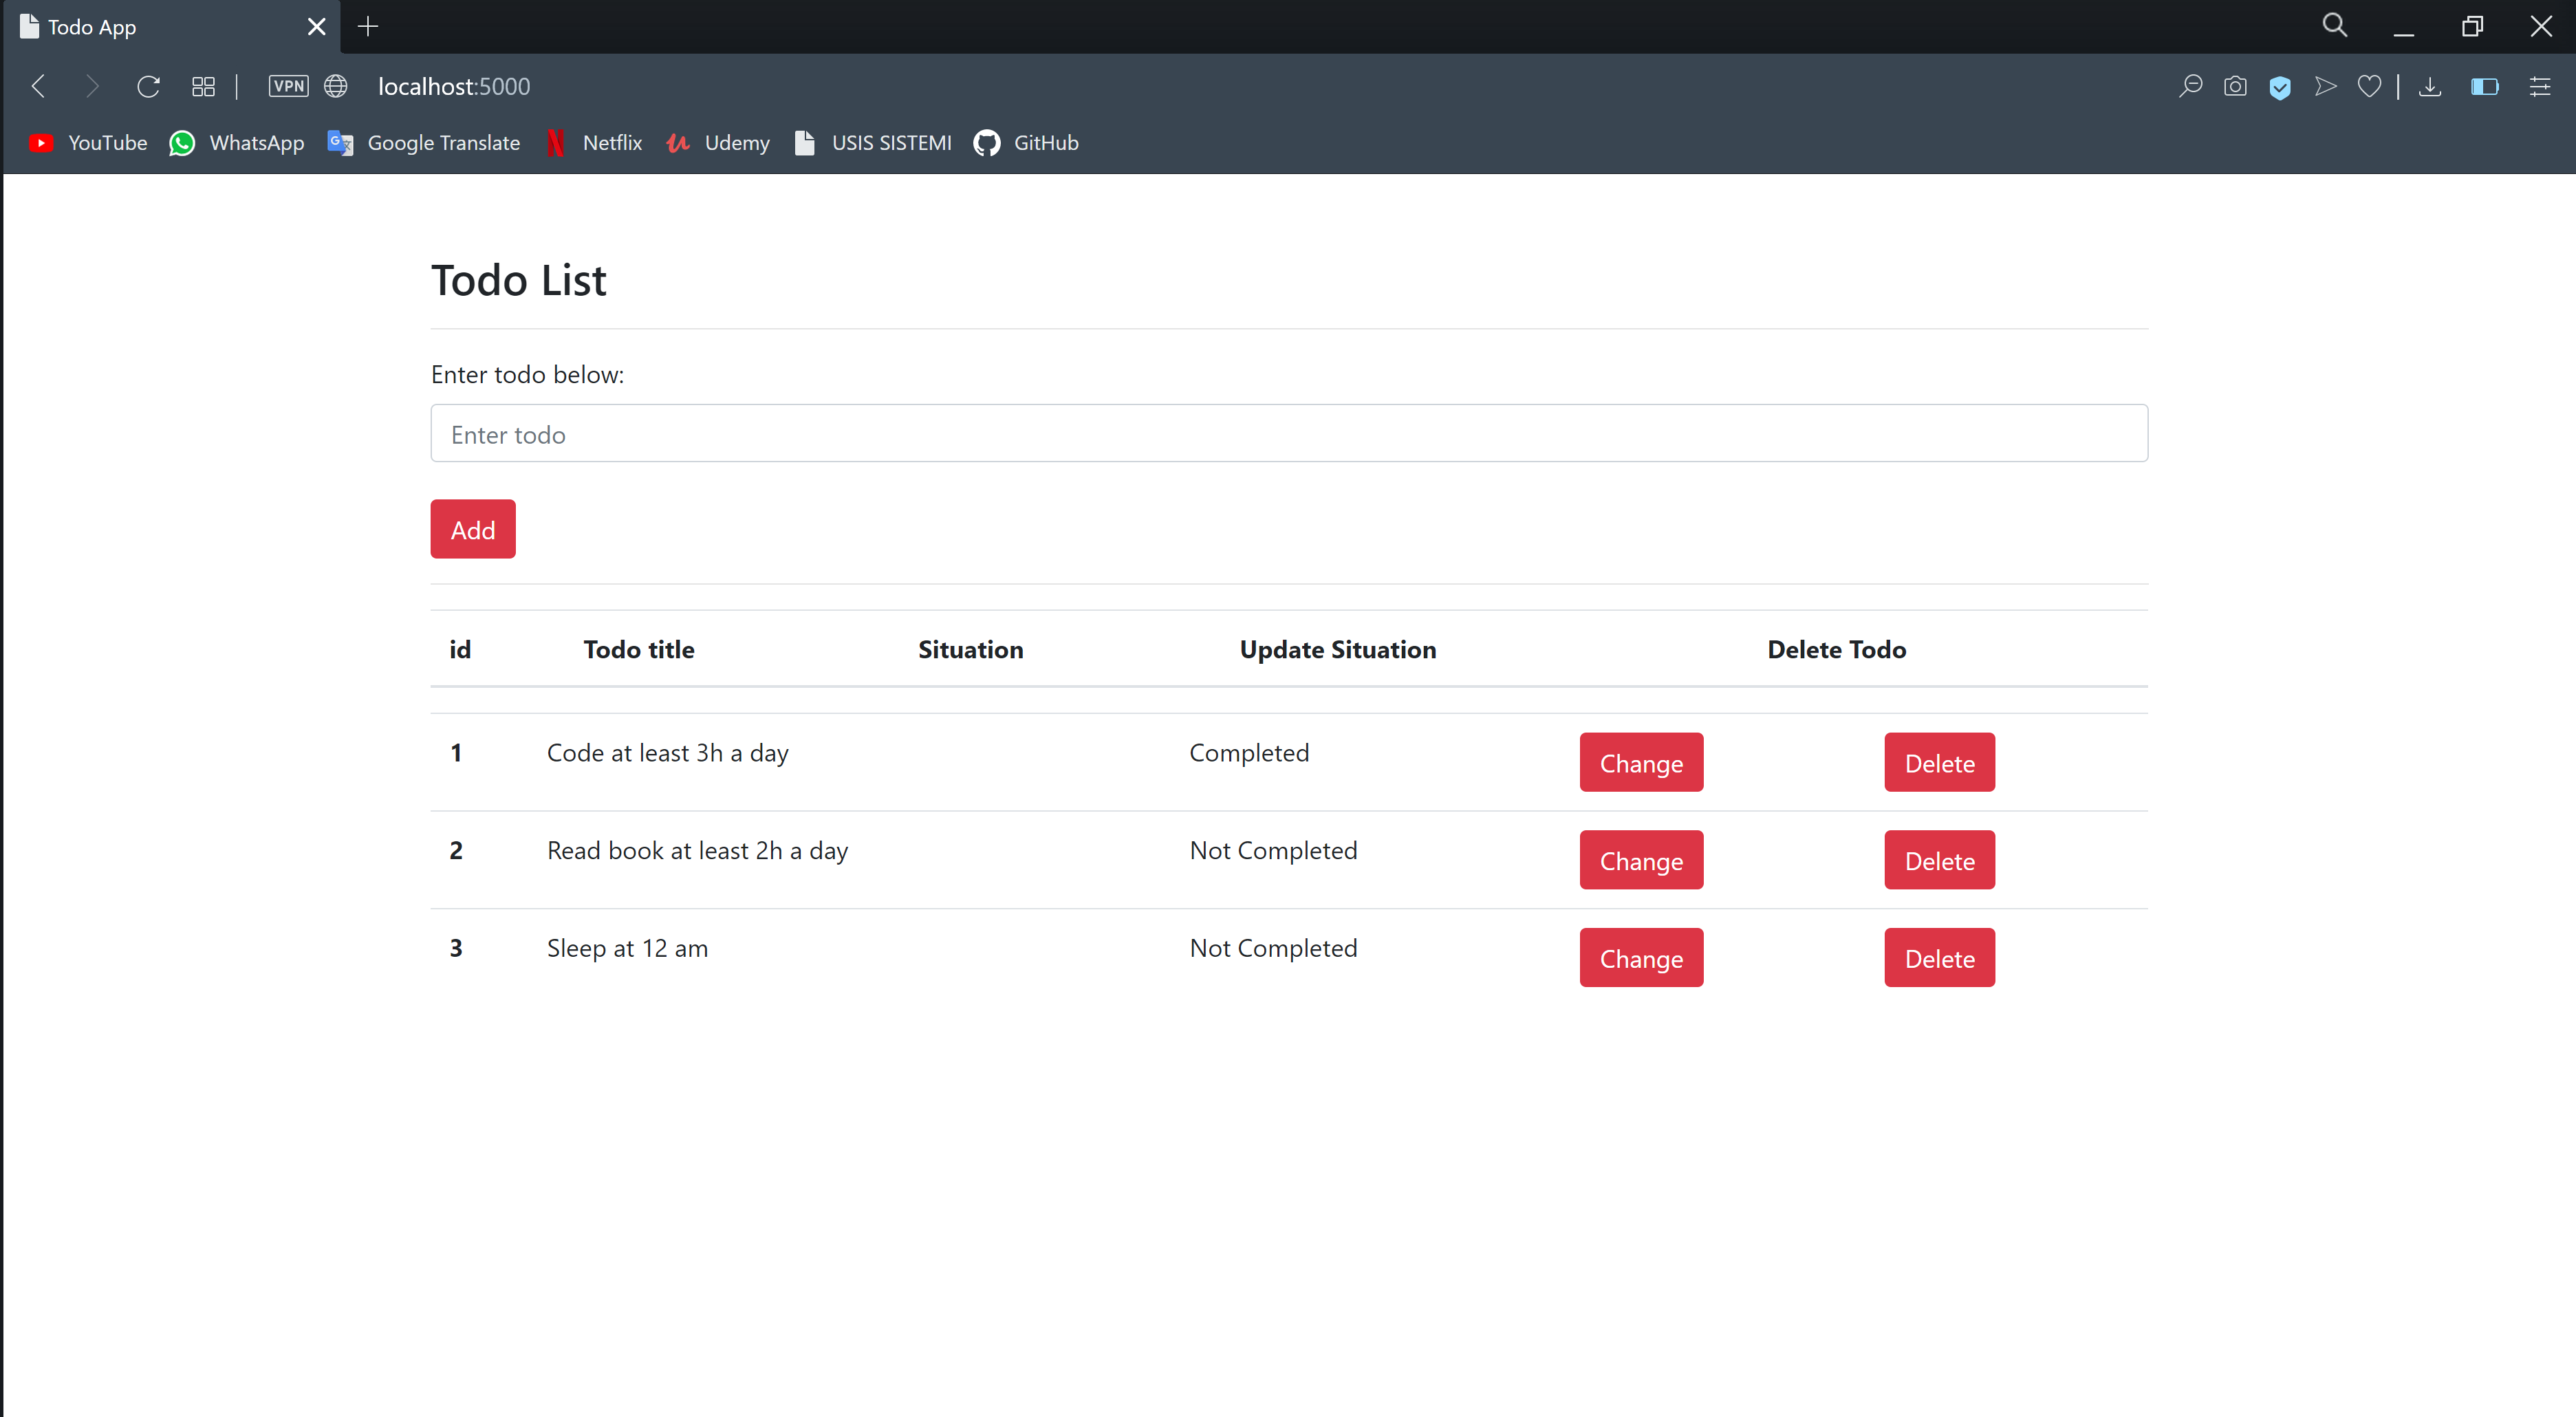 Todo App
VPN localhost:5000
YouTube WhatsApp Google Translate Netflix Udemy USIS SISTEMI GitHub
Todo List
Enter todo below:
Enter todo
Add
id Todo title Situation Update Situation Delete Todo
1 Code at least 3h a day Completed Change Delete
2 Read book at least 2h a day Not Completed Change Delete
3 Sleep at 12 am Not Completed Change Delete